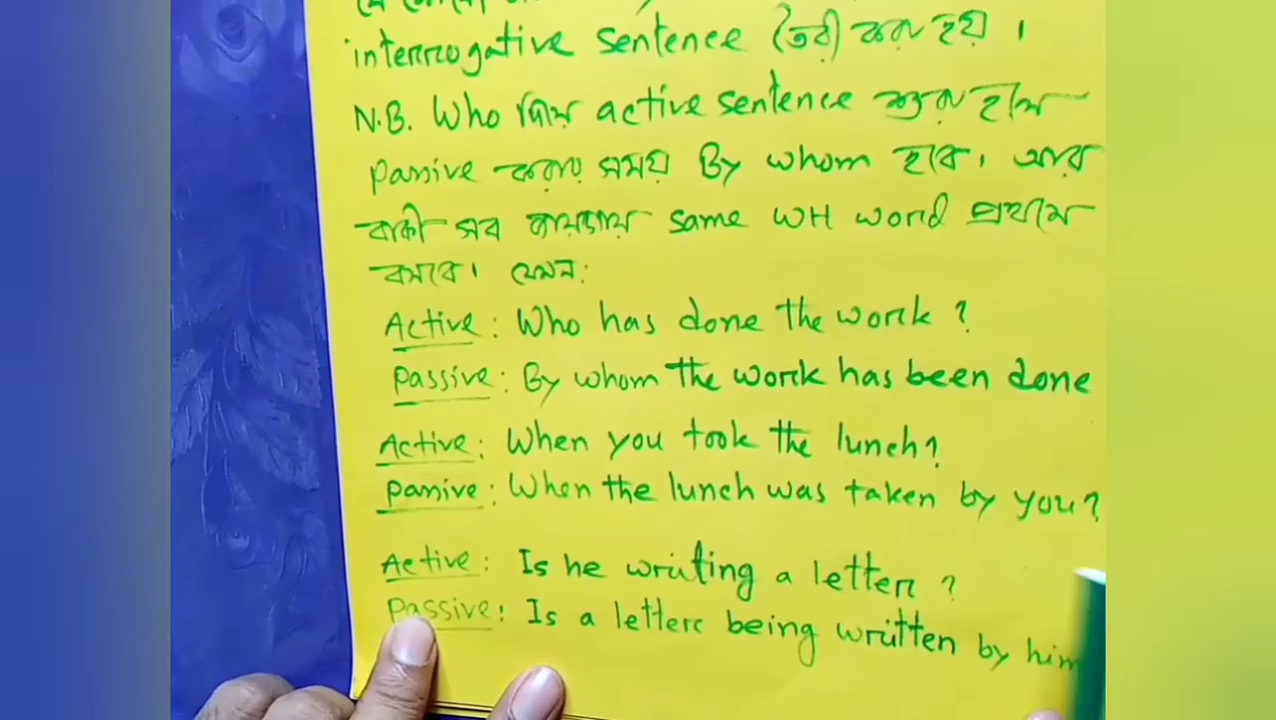 interrogative sentence তৈরী করা হয় ।
N.B. Who দিয়ে active sentence শুরু হলে
passive করার সময় By whom হবে। আর
বাকী সব জায়গায় same WH word প্রথমে
বসবে। যেমন:
Active: Who has done the work?
Passive: By whom the work has been done
Active: When you took the lunch?
Passive: When the lunch was taken by you?
Active: Is he writing a letter?
Passive: Is a letter being written by him